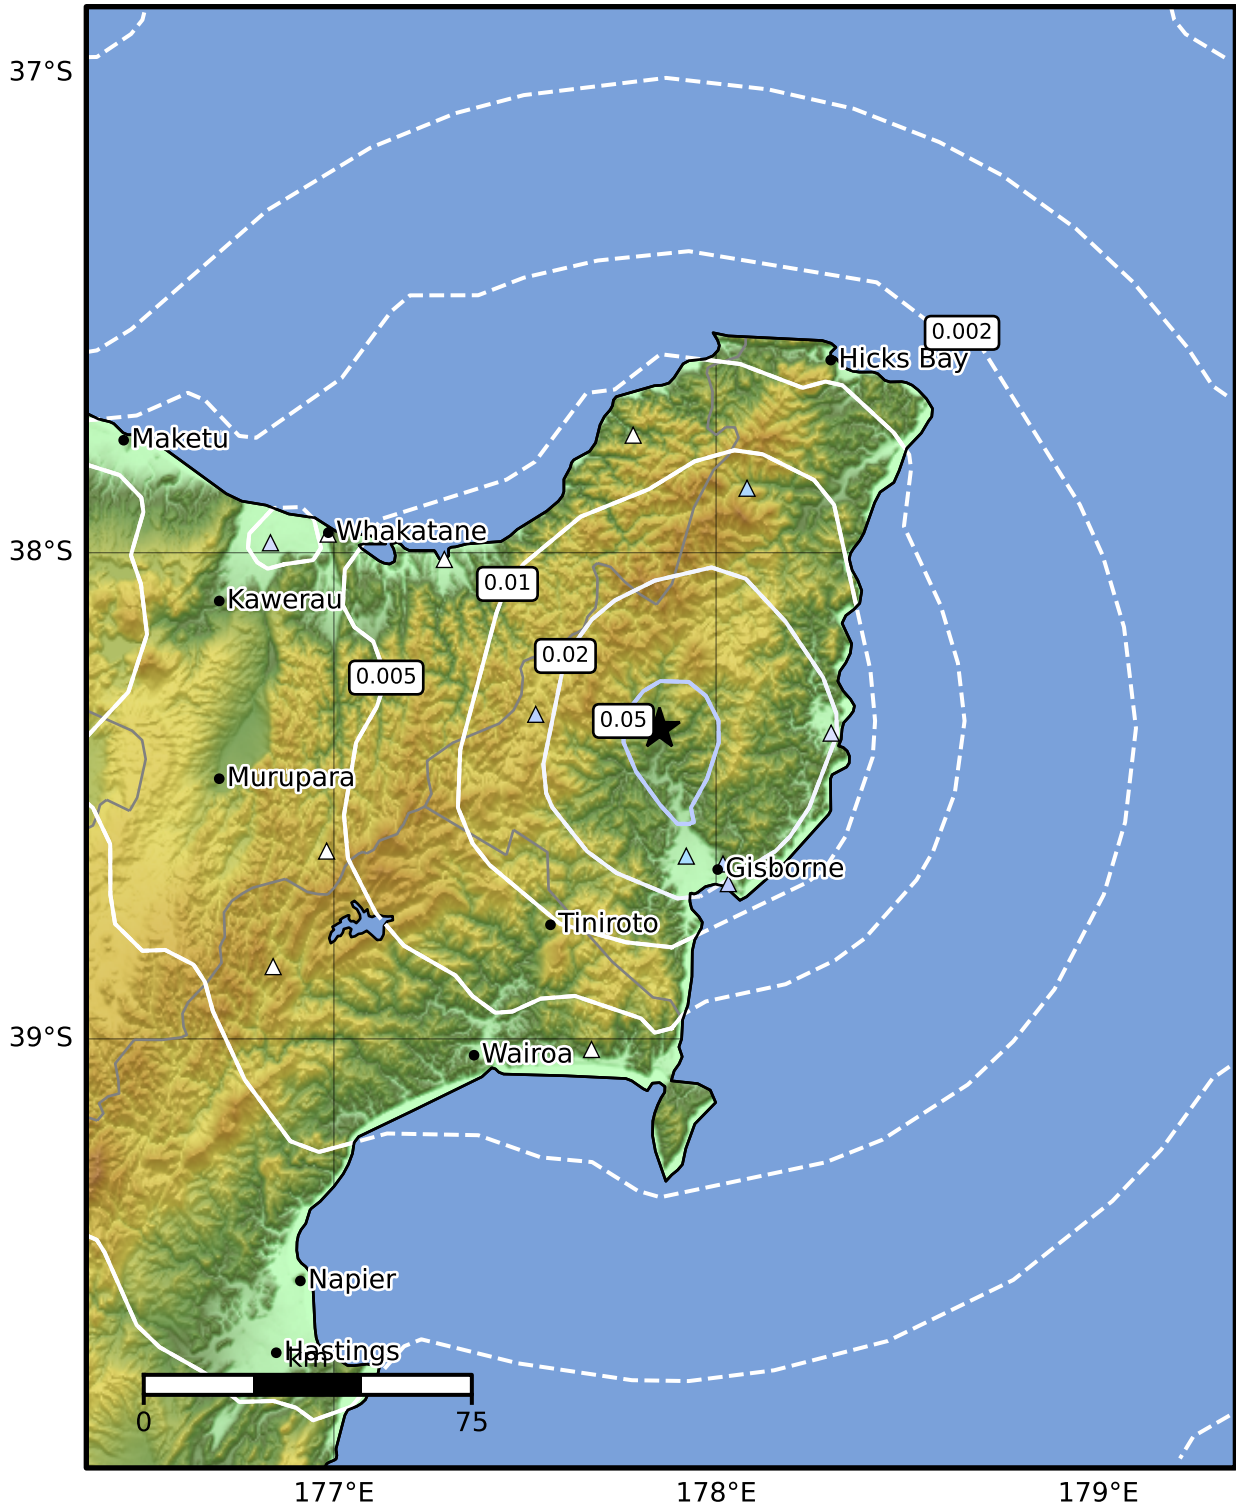 37°S
0.002
Hicks Bay
Maketu
Whakatane
38°S
0.01
Kawerau
0.02
0.005
0.05
Murupara
Gisborne
Tiniroto
39°S
Wairoa
Napier
Hastings
km
0 75
177°E 178°E 179°E